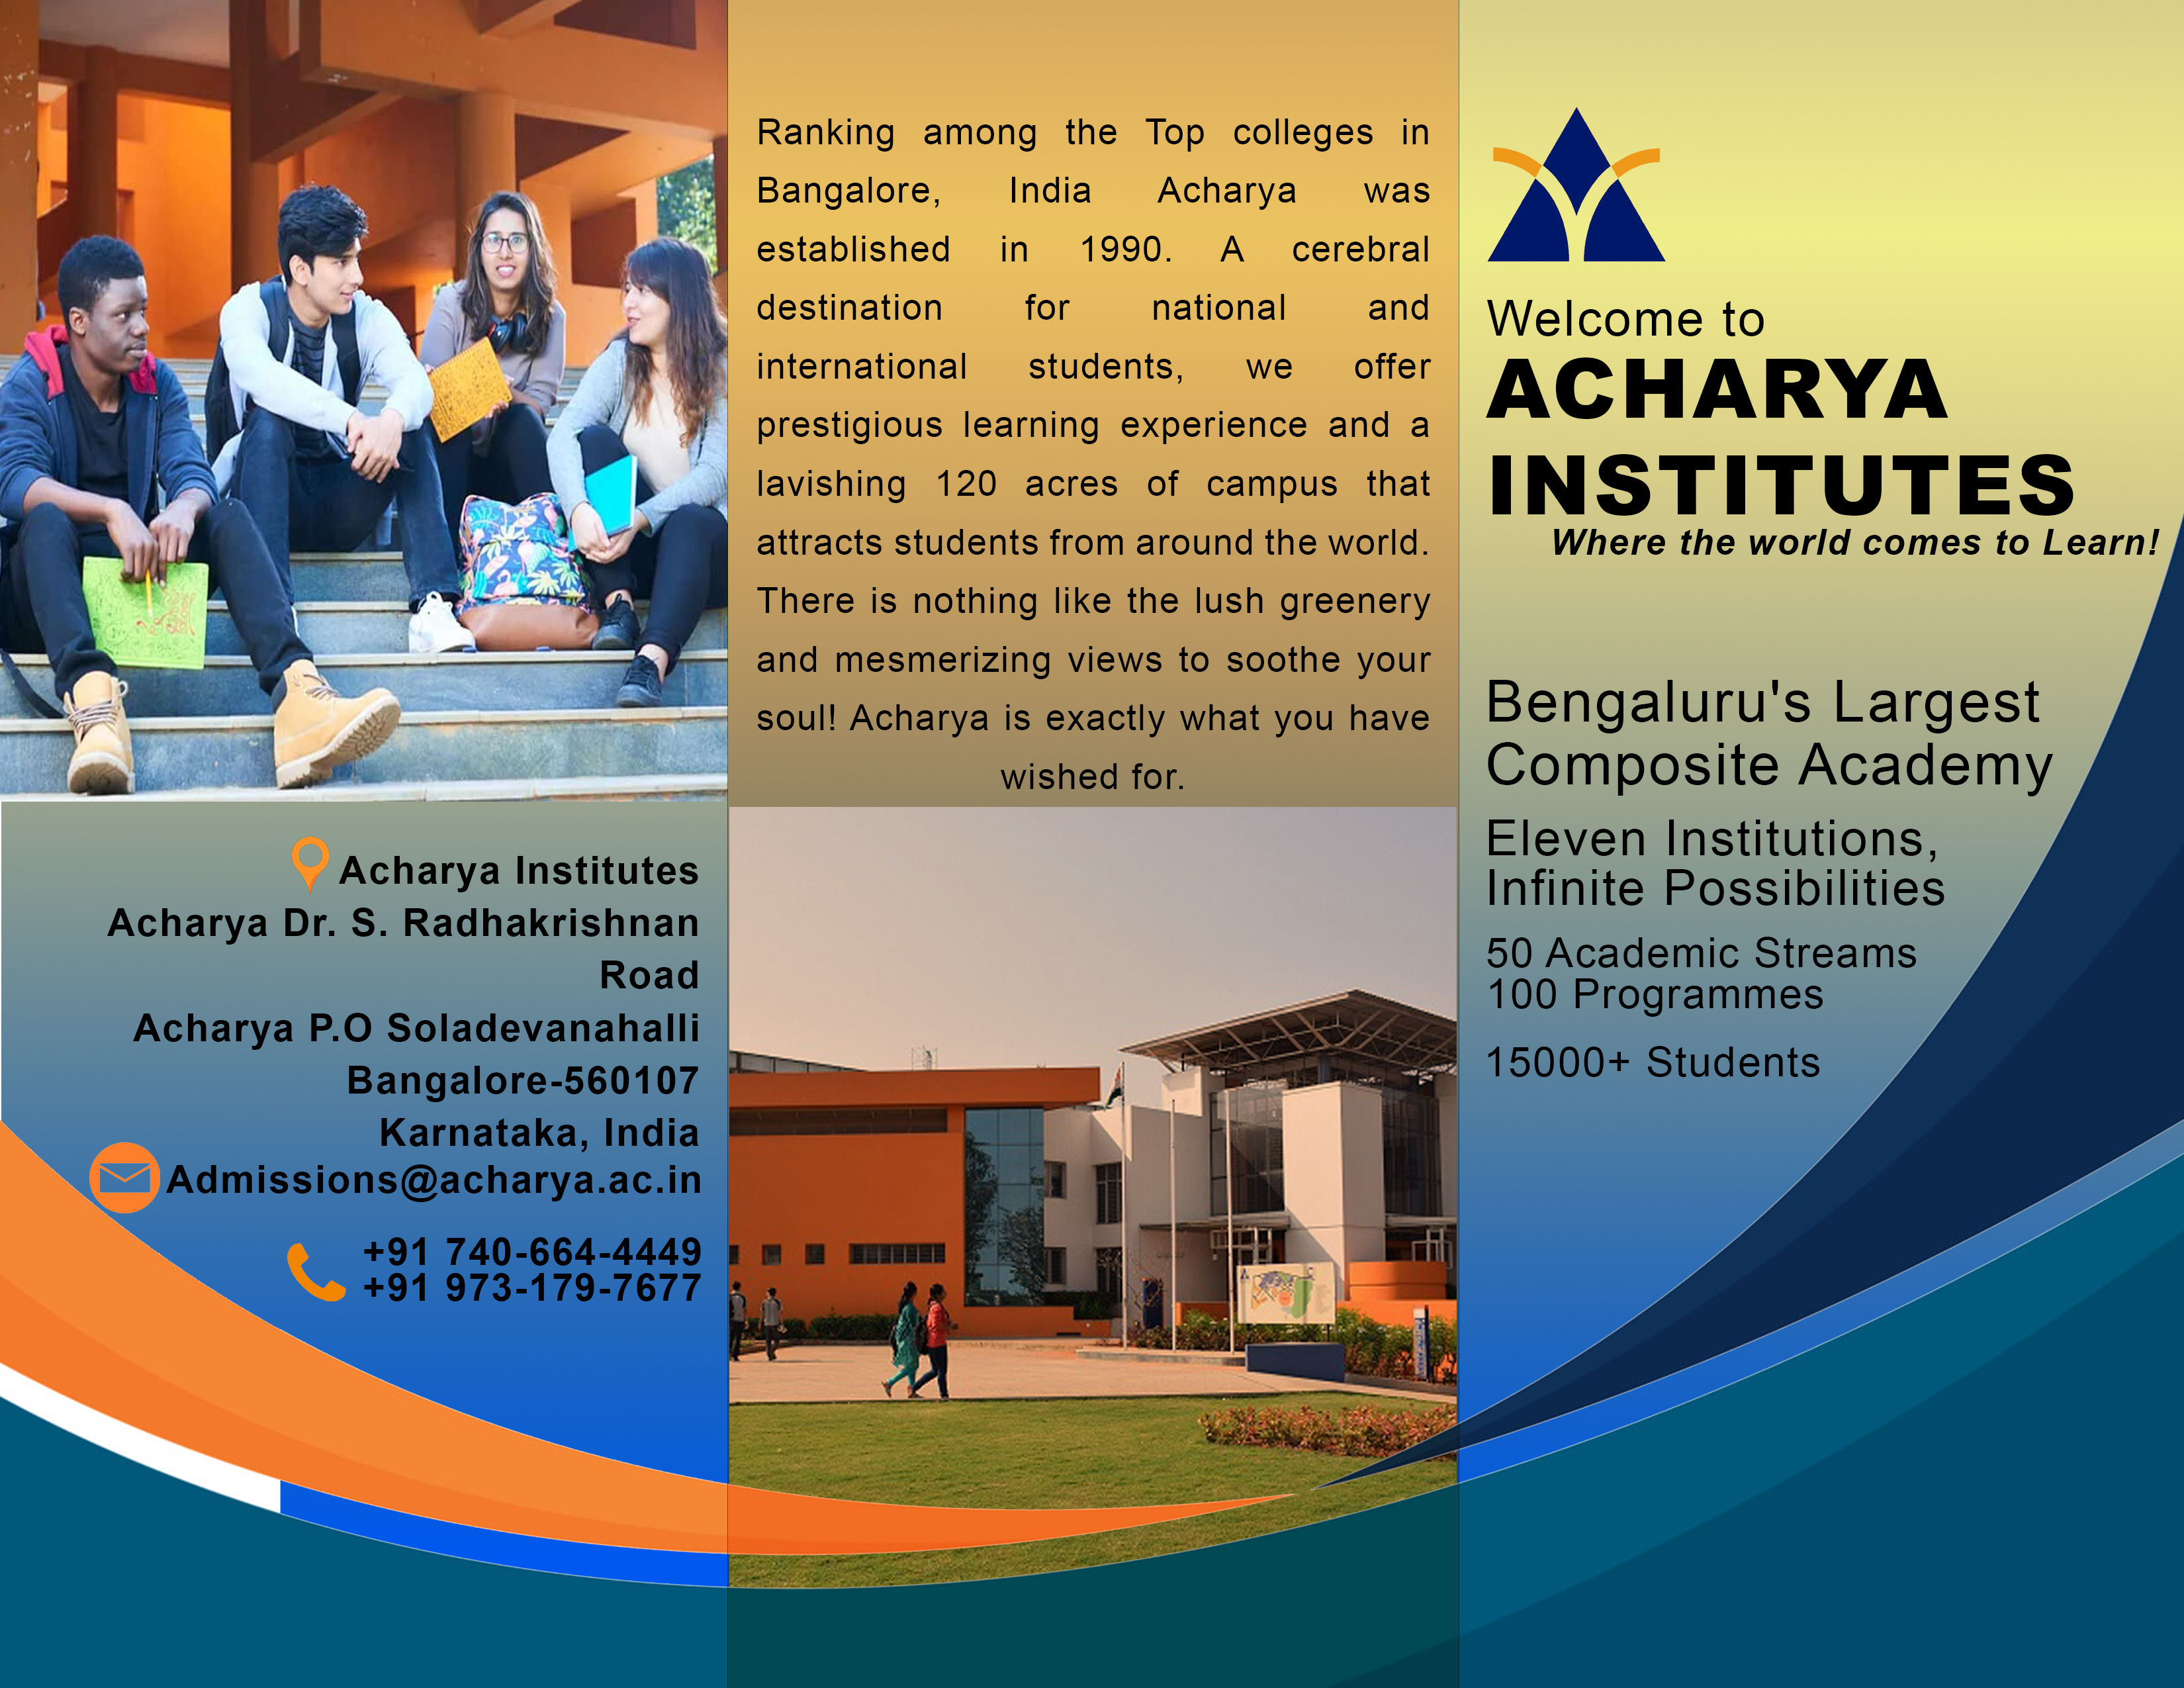 Acharya Institutes
Acharya Dr. S. Radhakrishnan
Road
Acharya P.O Soladevanahalli
Bangalore-560107
Karnataka, India
Admissions@acharya.ac.in
+91 740-664-4449
+91 973-179-7677
Ranking among the Top colleges in
Bangalore, India Acharya was
established in 1990. A cerebral
destination for national and
international students, we offer
prestigious learning experience and a
lavishing 120 acres of campus that
attracts students from around the world.
There is nothing like the lush greenery
and mesmerizing views to soothe your
soul! Acharya is exactly what you have
wished for.
Welcome to
ACHARYA
INSTITUTES
Where the world comes to Learn!
Bengaluru's Largest
Composite Academy
Eleven Institutions,
Infinite Possibilities
50 Academic Streams
100 Programmes
15000+ Students